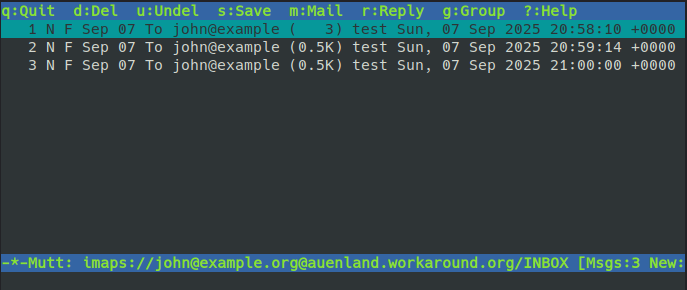 q:Quit  d:Del  u:Undel  s:Save  m:Mail  r:Reply  g:Group  ?:Help
1 N F Sep 07 To john@example (   3) test Sun, 07 Sep 2025 20:58:10 +0000
2 N F Sep 07 To john@example (0.5K) test Sun, 07 Sep 2025 20:59:14 +0000
3 N F Sep 07 To john@example (0.5K) test Sun, 07 Sep 2025 21:00:00 +0000
-*-Mutt: imaps://john@example.org@auenland.workaround.org/INBOX [Msgs:3 New: